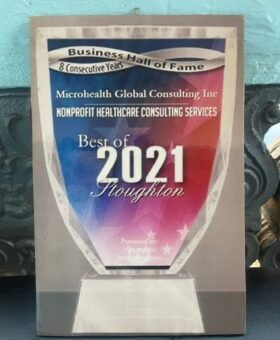 Business Hall of Fame
8 Consecutive Years
Microhealth Global Consulting Inc
NONPROFIT HEALTHCARE CONSULTING SERVICES
Best of
2021
Stoughton
Presented by